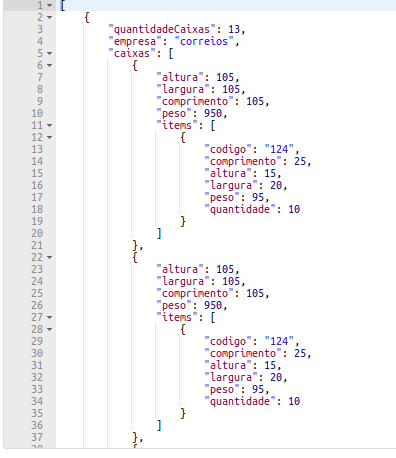 1 [
2 {
3 "quantidadeCaixas": 13,
4 "empresa": "correios",
5 "caixas": [
6 {
7 "altura": 105,
8 "largura": 105,
9 "comprimento": 105,
10 "peso": 950,
11 "items": [
12 {
13 "codigo": "124",
14 "comprimento": 25,
15 "altura": 15,
16 "largura": 20,
17 "peso": 95,
18 "quantidade": 10
19 }
20 ]
21 },
22 {
23 "altura": 105,
24 "largura": 105,
25 "comprimento": 105,
26 "peso": 950,
27 "items": [
28 {
29 "codigo": "124",
30 "comprimento": 25,
31 "altura": 15,
32 "largura": 20,
33 "peso": 95,
34 "quantidade": 10
35 }
36 ]
37 },